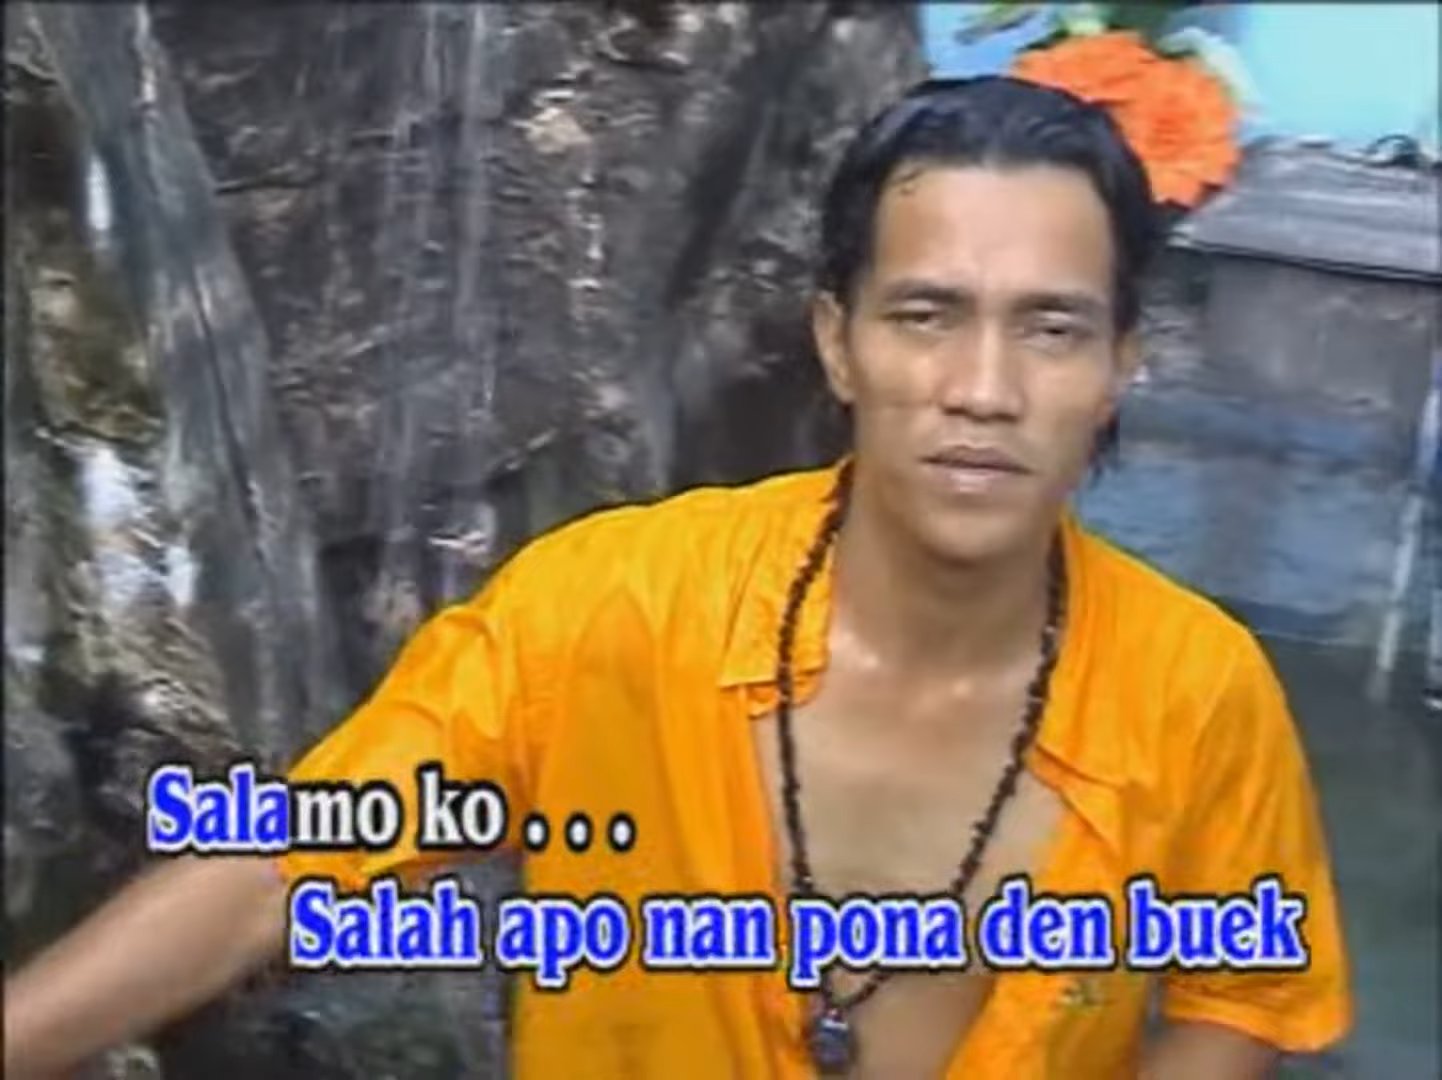 Salamo ko . . .
Salah apo nan pona den buek